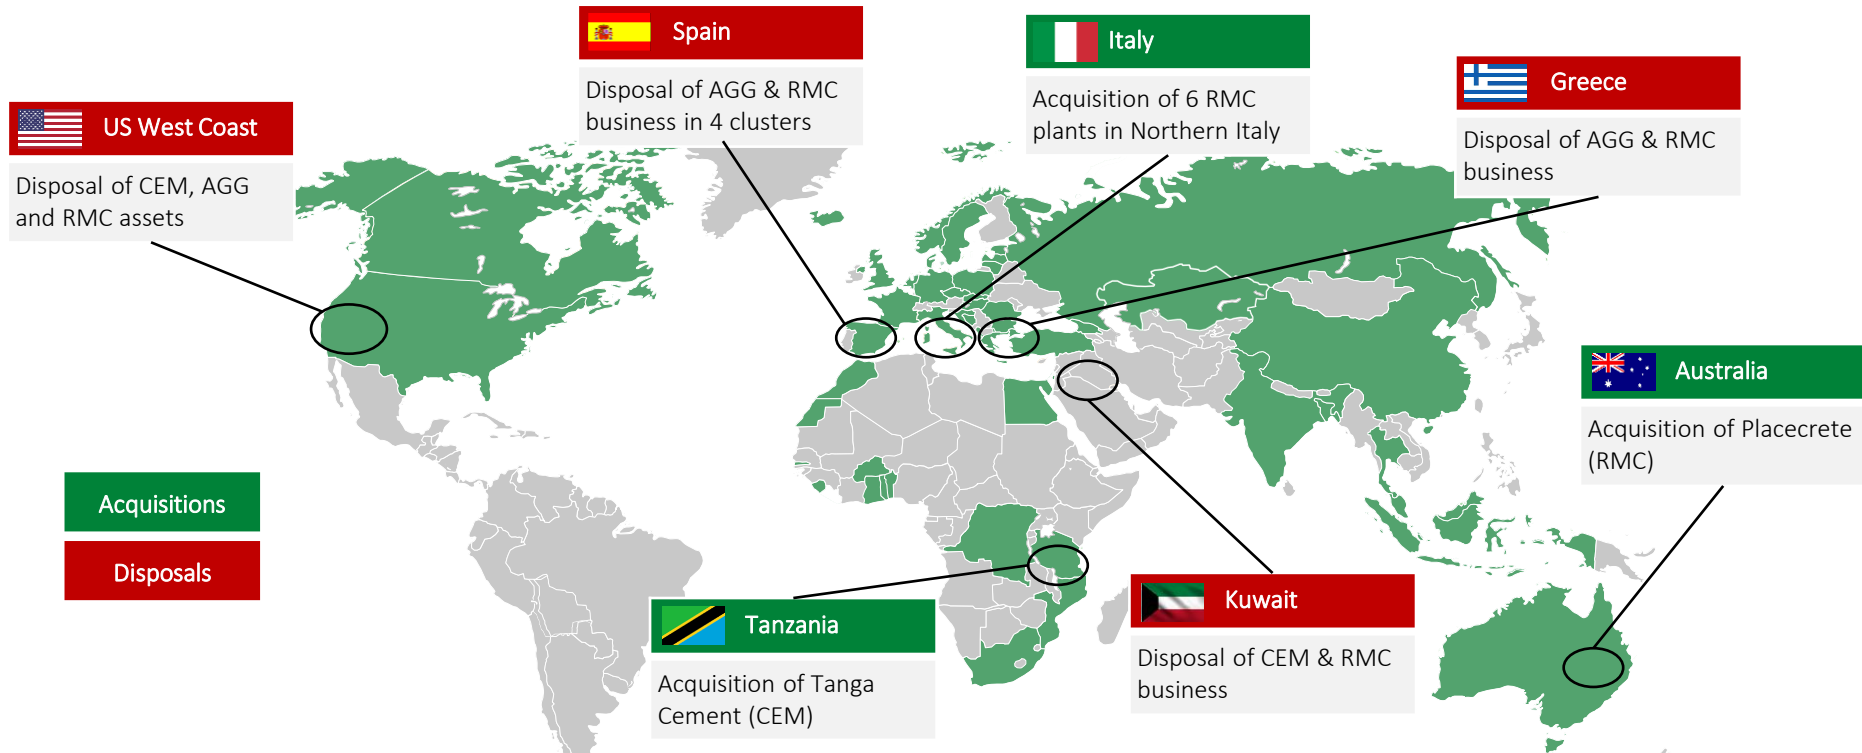 Spain
Disposal of AGG & RMC
business in 4 clusters
Italy
Acquisition of 6 RMC
plants in Northern Italy
Greece
Disposal of AGG & RMC
business
US West Coast
Disposal of CEM, AGG
and RMC assets
Australia
Acquisition of Placecrete
(RMC)
Acquisitions
Disposals
Tanzania
Acquisition of Tanga
Cement (CEM)
Kuwait
Disposal of CEM & RMC
business